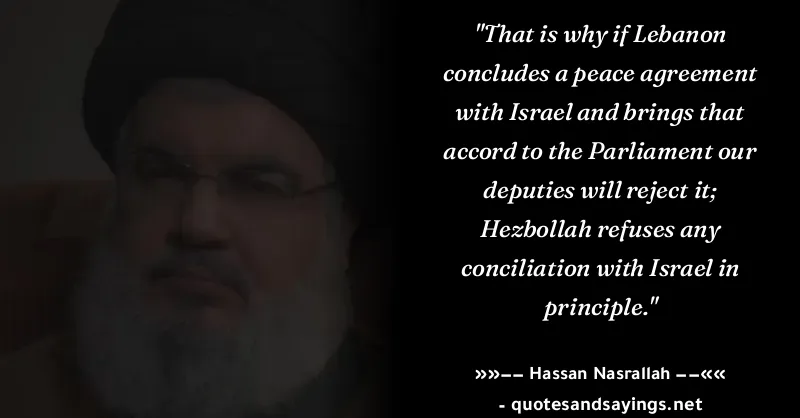 "That is why if Lebanon
concludes a peace agreement
with Israel and brings that
accord to the Parliament our
deputies will reject it;
Hezbollah refuses any
conciliation with Israel in
principle."
»»−− Hassan Nasrallah −−««
- quotesandsayings.net